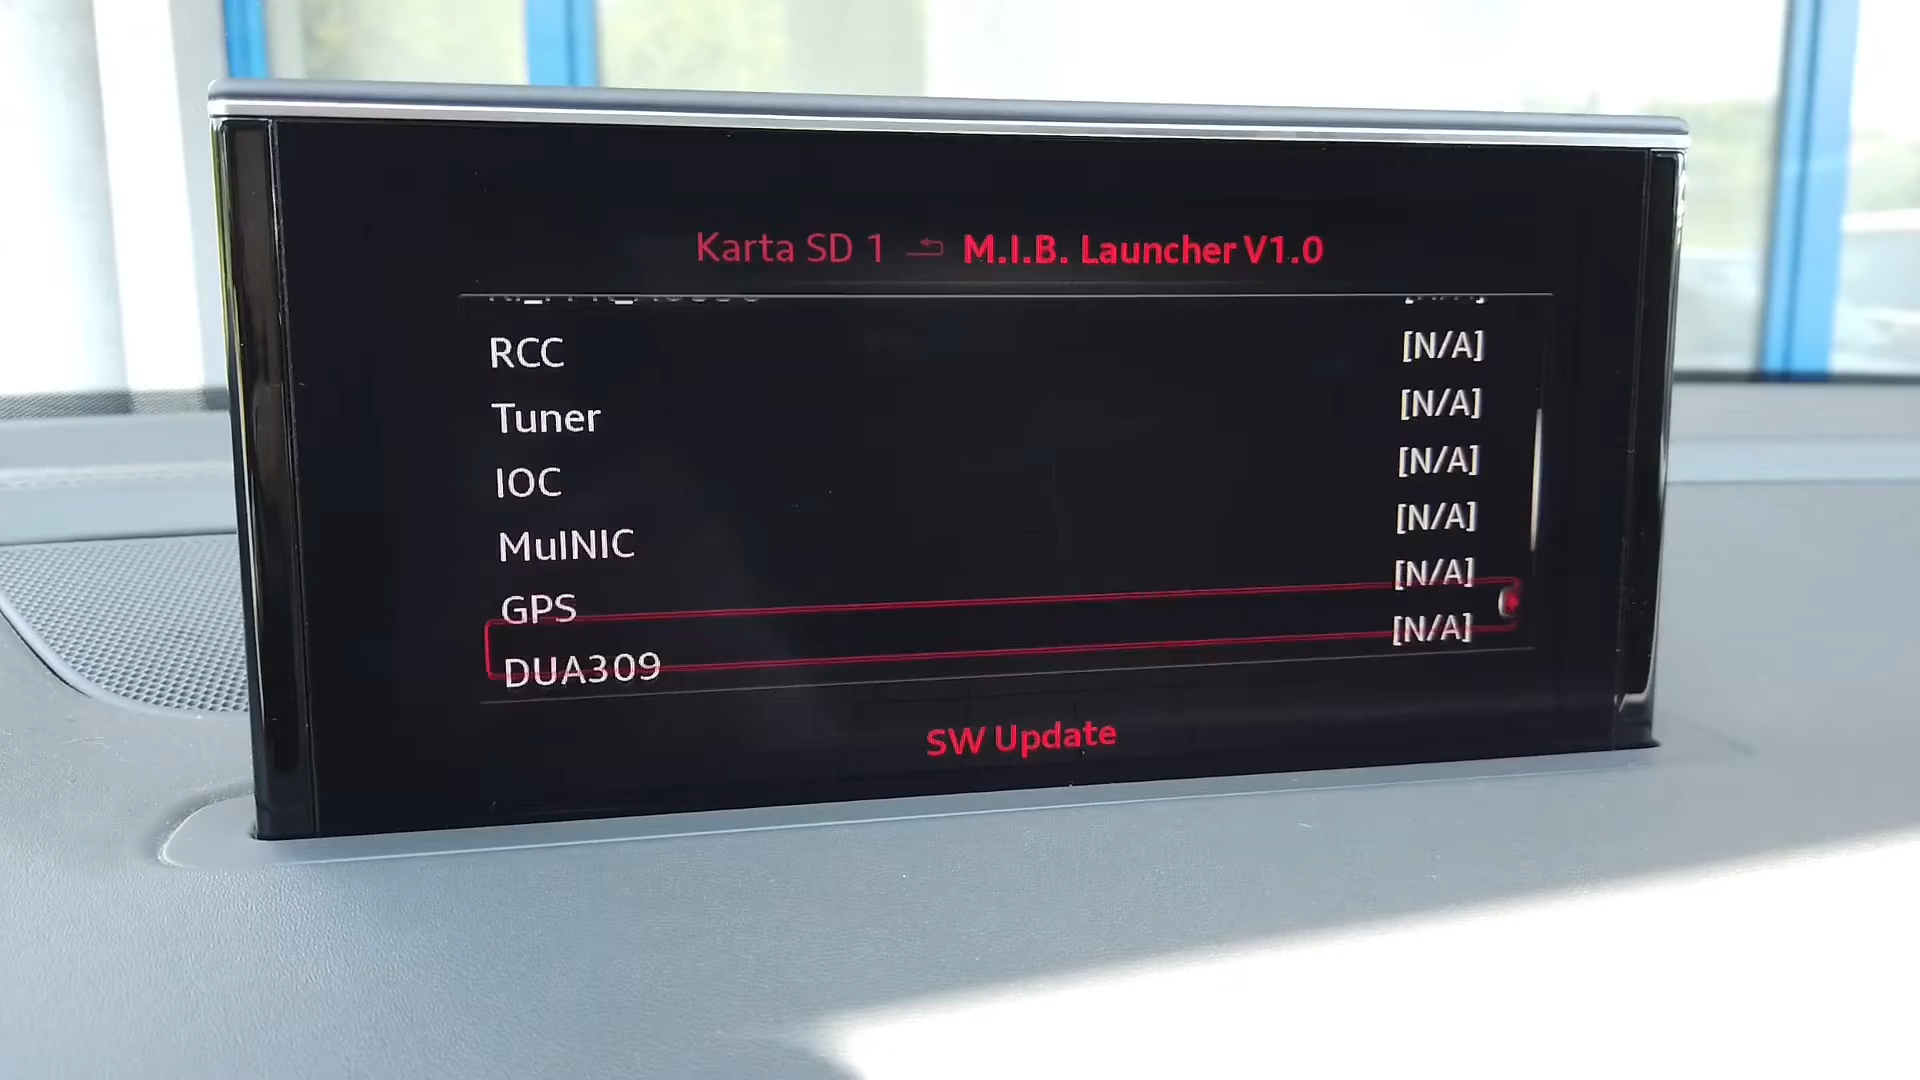 Karta SD 1 M.I.B. Launcher V1.0
RCC [N/A]
Tuner [N/A]
IOC [N/A]
MuINIC [N/A]
GPS [N/A]
DUA309 [N/A]
SW Update